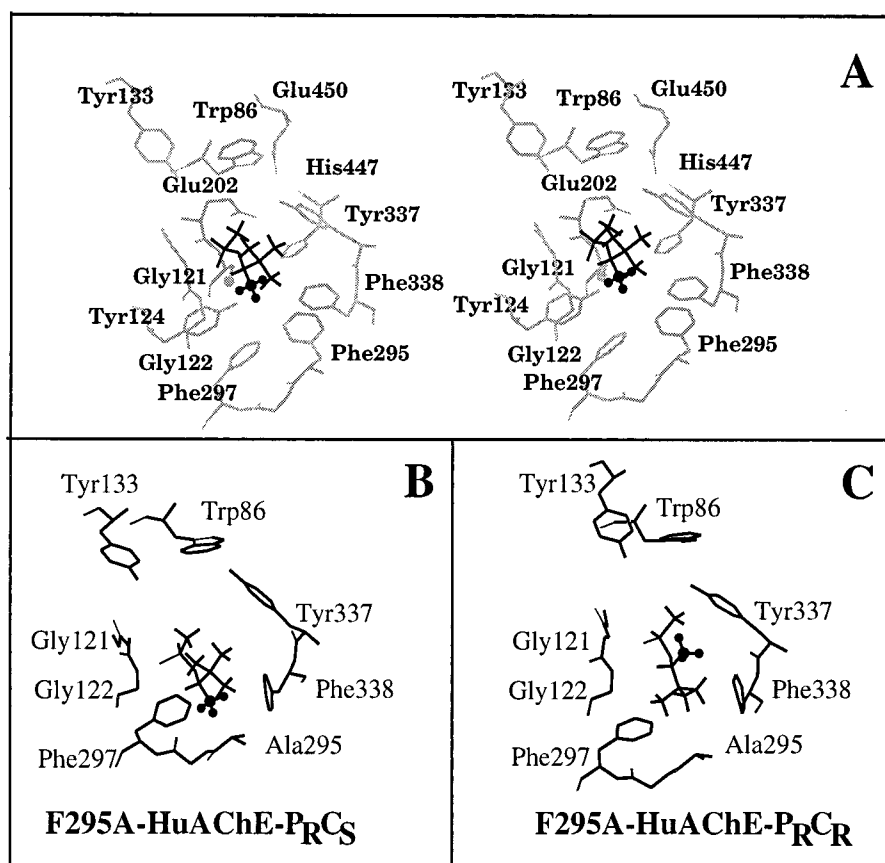 A
Tyr133
Trp86
Glu450
His447
Glu202
Tyr337
Gly121
Phe338
Tyr124
Gly122
Phe295
Phe297
Tyr133
Trp86
Glu450
His447
Glu202
Tyr337
Gly121
Phe338
Tyr124
Gly122
Phe295
Phe297
B
Tyr133
Trp86
Tyr337
Gly121
Gly122
Phe338
Phe297
Ala295
F295A-HuAChE-PRCS
C
Tyr133
Trp86
Tyr337
Gly121
Gly122
Phe338
Phe297
Ala295
F295A-HuAChE-PRCR